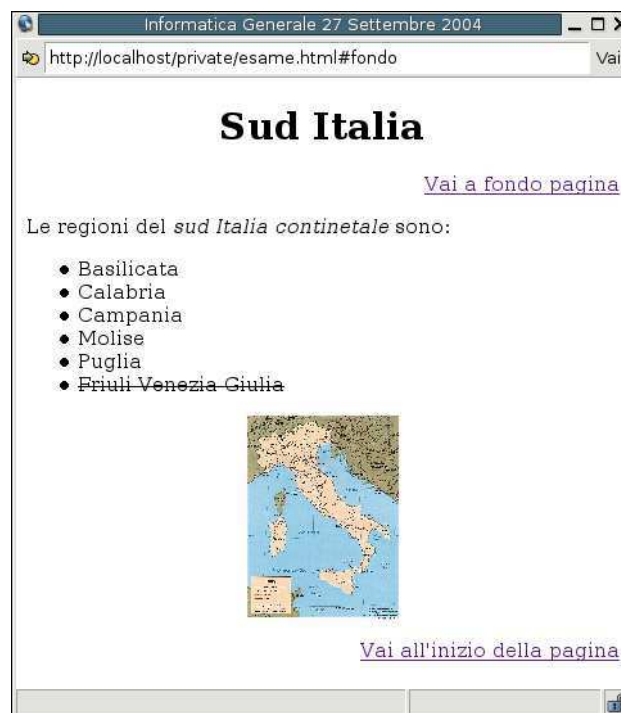 Informatica Generale 27 Settembre 2004
http://localhost/private/esame.html#fondo
Vai
Sud Italia
Vai a fondo pagina
Le regioni del sud Italia continetale sono:
Basilicata
Calabria
Campania
Molise
Puglia
Friuli Venezia Giulia
Vai all'inizio della pagina